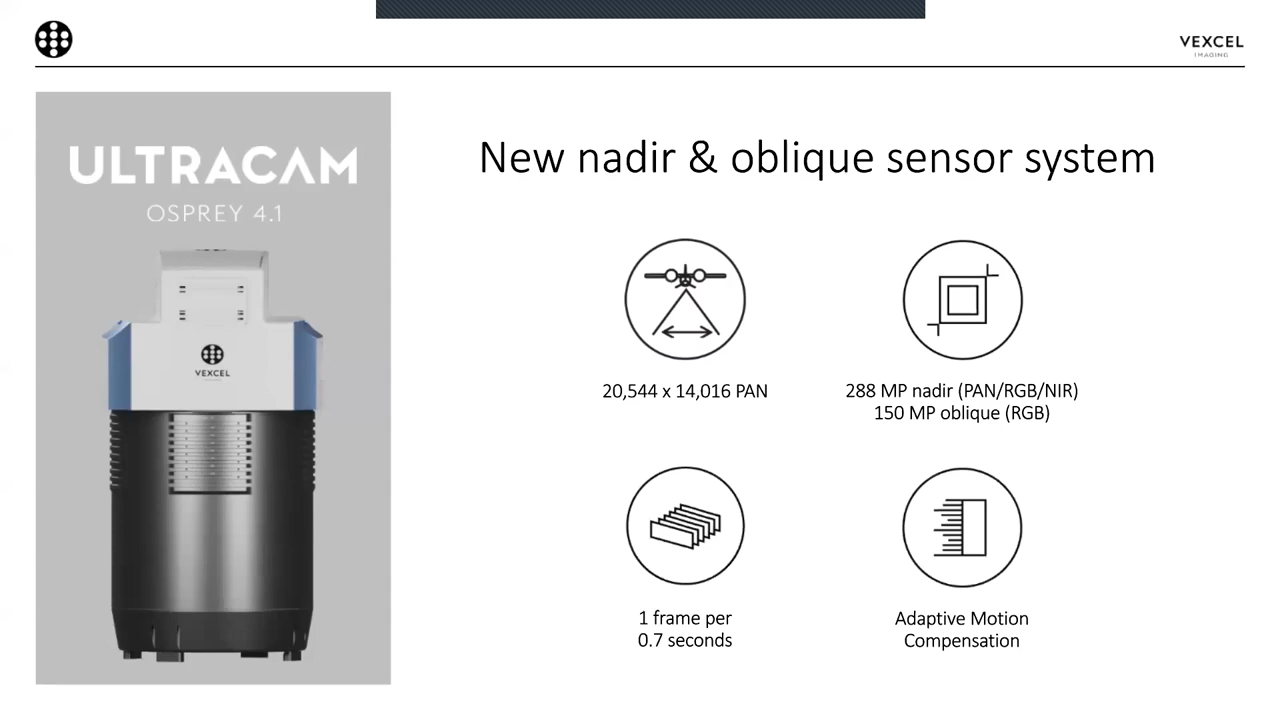 VEXCEL
IMAGING
ULTRACAM
OSPREY 4.1
VEXCEL
New nadir & oblique sensor system
20,544 x 14,016 PAN
288 MP nadir (PAN/RGB/NIR)
150 MP oblique (RGB)
1 frame per
0.7 seconds
Adaptive Motion
Compensation